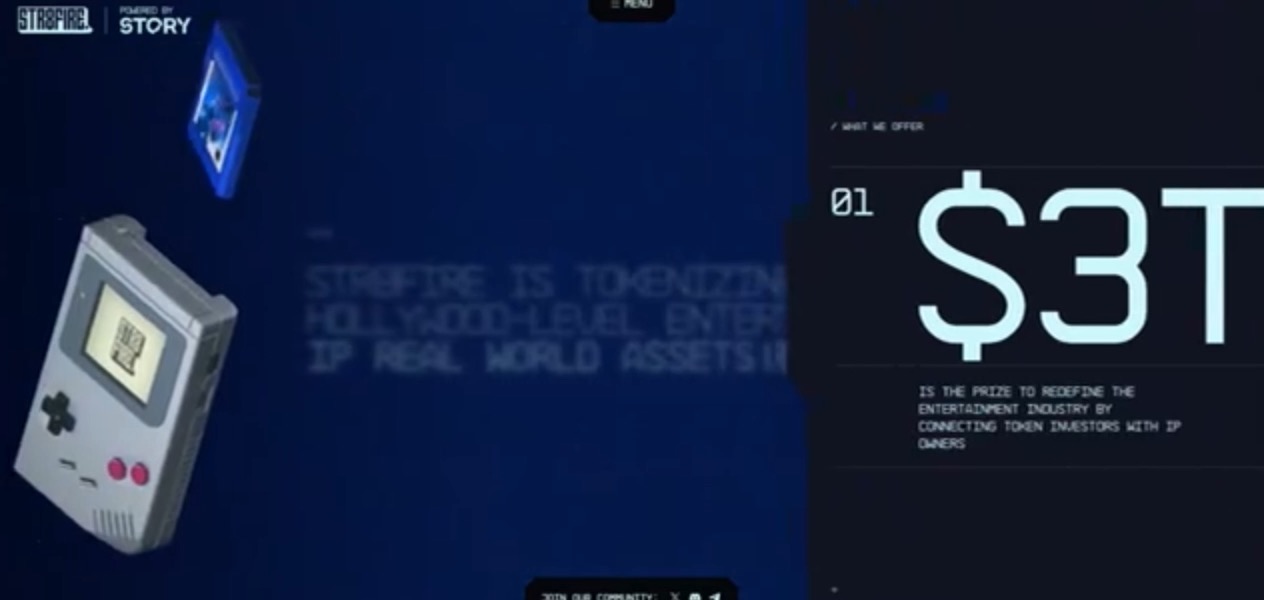 STR8FIRE.
POWERED BY
STORY
MENU
STR8FIRE IS TOKENIZIN
HOLLYWOOD-LEVEL ENTER
IP REAL WORLD ASSETS
/ WHAT WE OFFER
01
$3T
IS THE PRIZE TO REDEFINE THE
ENTERTAINMENT INDUSTRY BY
CONNECTING TOKEN INVESTORS WITH IP
OWNERS
JOIN OUR COMMUNITY: